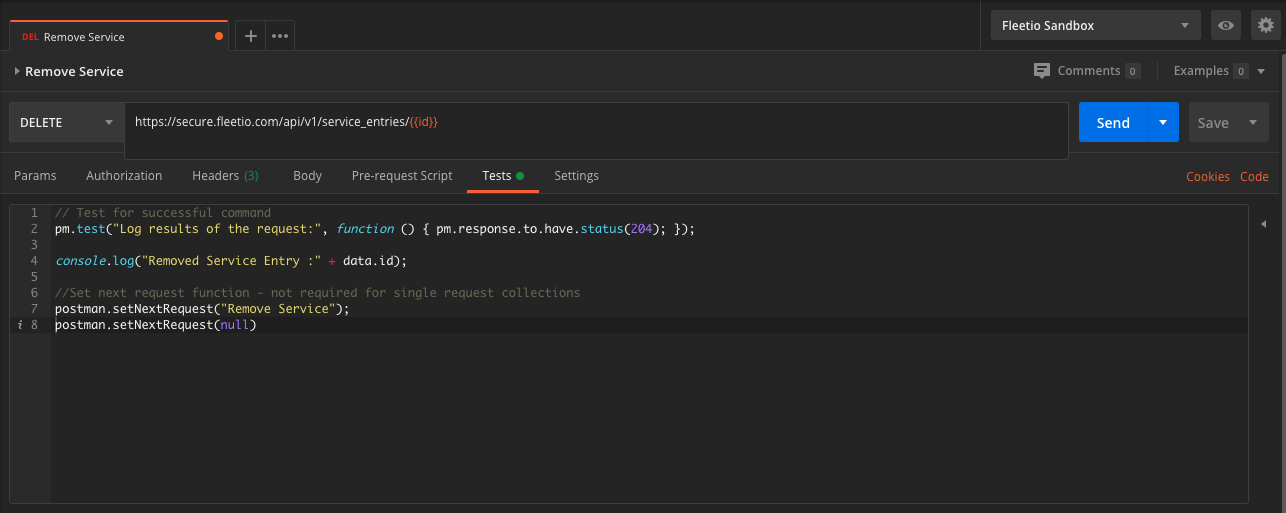 DEL Remove Service
Fleetio Sandbox
Remove Service
Comments 0
Examples 0
DELETE
https://secure.fleetio.com/api/v1/service_entries/{{id}}
Send
Save
Params Authorization Headers (3) Body Pre-request Script Tests Settings
Cookies Code
1 // Test for successful command
2 pm.test("Log results of the request:", function () { pm.response.to.have.status(204); });
3
4 console.log("Removed Service Entry :" + data.id);
5
6 //Set next request function - not required for single request collections
7 postman.setNextRequest("Remove Service");
i 8 postman.setNextRequest(null)